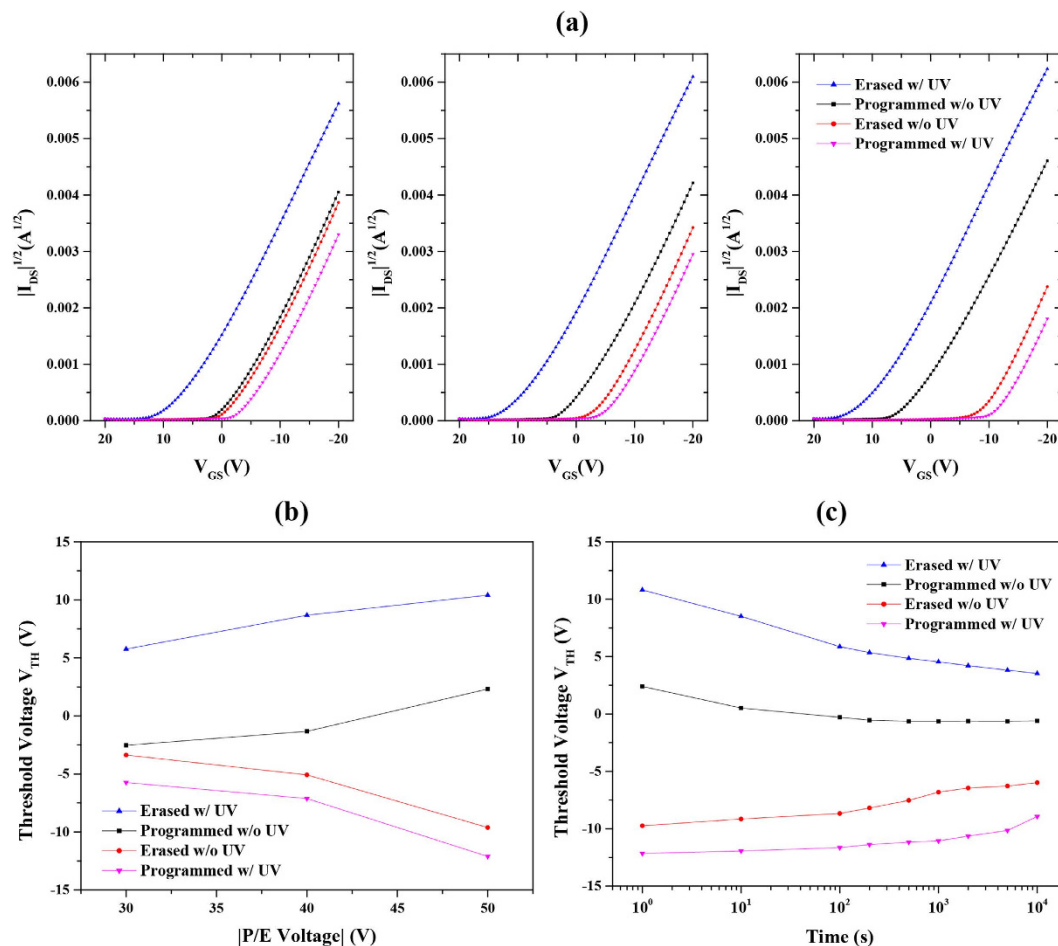 (a)
0.006
0.005
0.004
0.003
0.002
0.001
0.000
|I_DS|^1/2(A^1/2)
20 10 0 -10 -20
V_GS(V)
0.006
0.005
0.004
0.003
0.002
0.001
0.000
|I_DS|^1/2(A^1/2)
20 10 0 -10 -20
V_GS(V)
0.006
0.005
0.004
0.003
0.002
0.001
0.000
|I_DS|^1/2(A^1/2)
Erased w/ UV
Programmed w/o UV
Erased w/o UV
Programmed w/ UV
20 10 0 -10 -20
V_GS(V)
(b)
15
10
5
0
-5
-10
-15
Threshold Voltage V_TH (V)
Erased w/ UV
Programmed w/o UV
Erased w/o UV
Programmed w/ UV
30 35 40 45 50
|P/E Voltage| (V)
(c)
15
10
5
0
-5
-10
-15
Threshold Voltage V_TH (V)
Erased w/ UV
Programmed w/o UV
Erased w/o UV
Programmed w/ UV
10^0 10^1 10^2 10^3 10^4
Time (s)